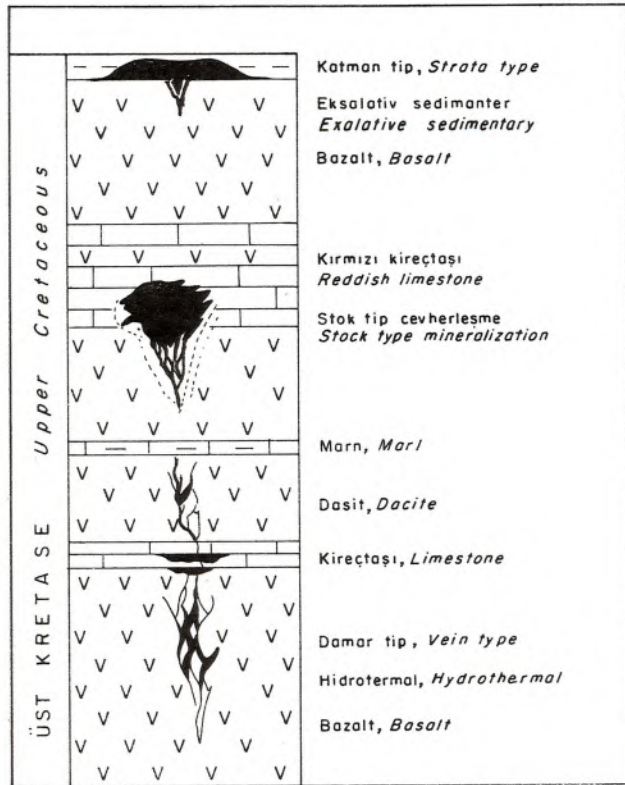 Katman tip, Strata type
Eksalativ sedimanter
Exalative sedimentary
Bazalt, Basalt
Kırmızı kireçtaşı
Reddish limestone
Stok tip cevherleşme
Stock type mineralization
Marn, Marl
Dasit, Dacite
Kireçtaşı, Limestone
Damar tip, Vein type
Hidrotermal, Hydrothermal
Bazalt, Basalt
ÜST KRETASE Upper Cretaceous